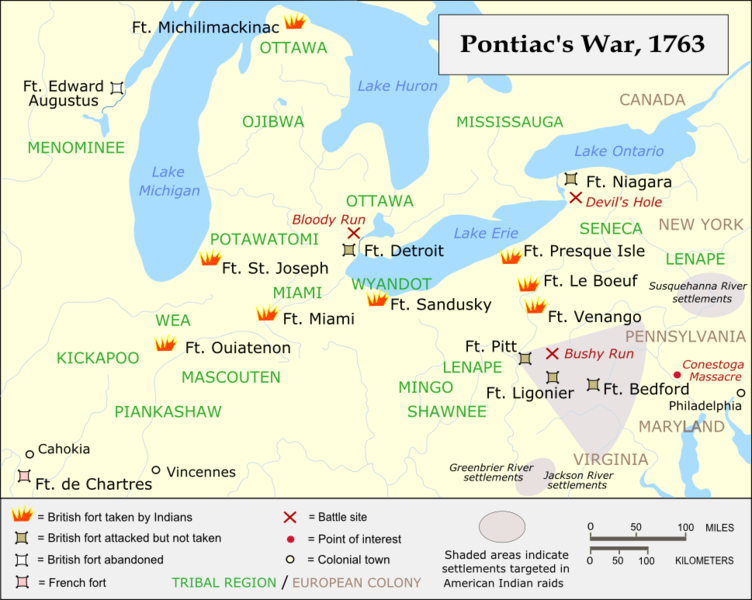 Pontiac's War, 1763
Ft. Michilimackinac
OTTAWA
Lake Huron
Ft. Edward
Augustus
CANADA
OJIBWA
MISSISSAUGA
MENOMINEE
Lake Ontario
Lake
Michigan
Ft. Niagara
OTTAWA
Devil's Hole
Bloody Run
NEW YORK
SENECA
Lake Erie
POTAWATOMI
Ft. Detroit
Ft. Presque Isle
LENAPE
Ft. St. Joseph
WYANDOT
Ft. Le Boeuf
Susquehanna River
settlements
MIAMI
Ft. Sandusky
Ft. Miami
Ft. Venango
WEA
PENNSYLVANIA
Ft. Pitt
Ft. Ouiatenon
Bushy Run
KICKAPOO
LENAPE
Conestoga
Massacre
MASCOUTEN
MINGO
Ft. Ligonier
Ft. Bedford
Philadelphia
PIANKASHAW
SHAWNEE
MARYLAND
Cahokia
VIRGINIA
Vincennes
Greenbrier River
settlements
Jackson River
settlements
Ft. de Chartres
= British fort taken by Indians
= British fort attacked but not taken
= British fort abandoned
= French fort
= Battle site
= Point of interest
= Colonial town
TRIBAL REGION / EUROPEAN COLONY
Shaded areas indicate
settlements targeted in
American Indian raids
0 50 100 MILES
0 50 100 KILOMETERS